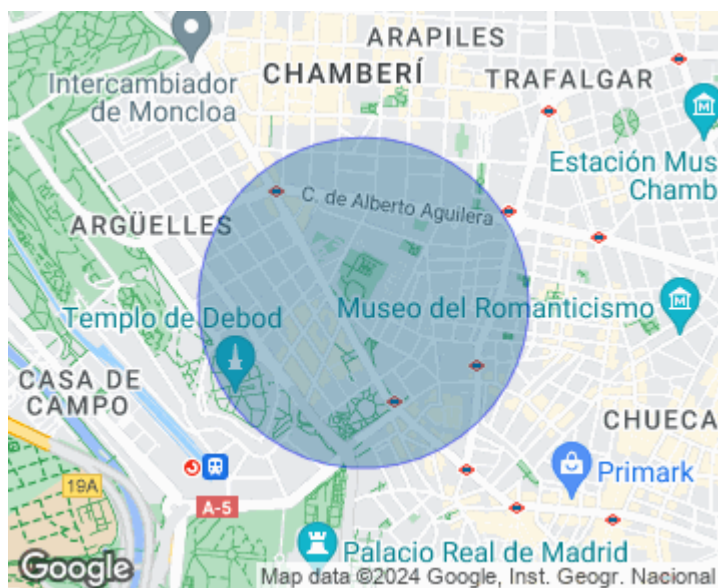 ARAPILES
Intercambiador
de Moncloa
CHAMBERÍ
TRAFALGAR
Estación Mus
Chamb
C. de Alberto Aguilera
ARGÜELLES
Museo del Romanticismo
Templo de Debod
CASA DE
CAMPO
CHUECA
Primark
19A
A-5
Palacio Real de Madrid
Google
Map data ©2024 Google, Inst. Geogr. Nacional